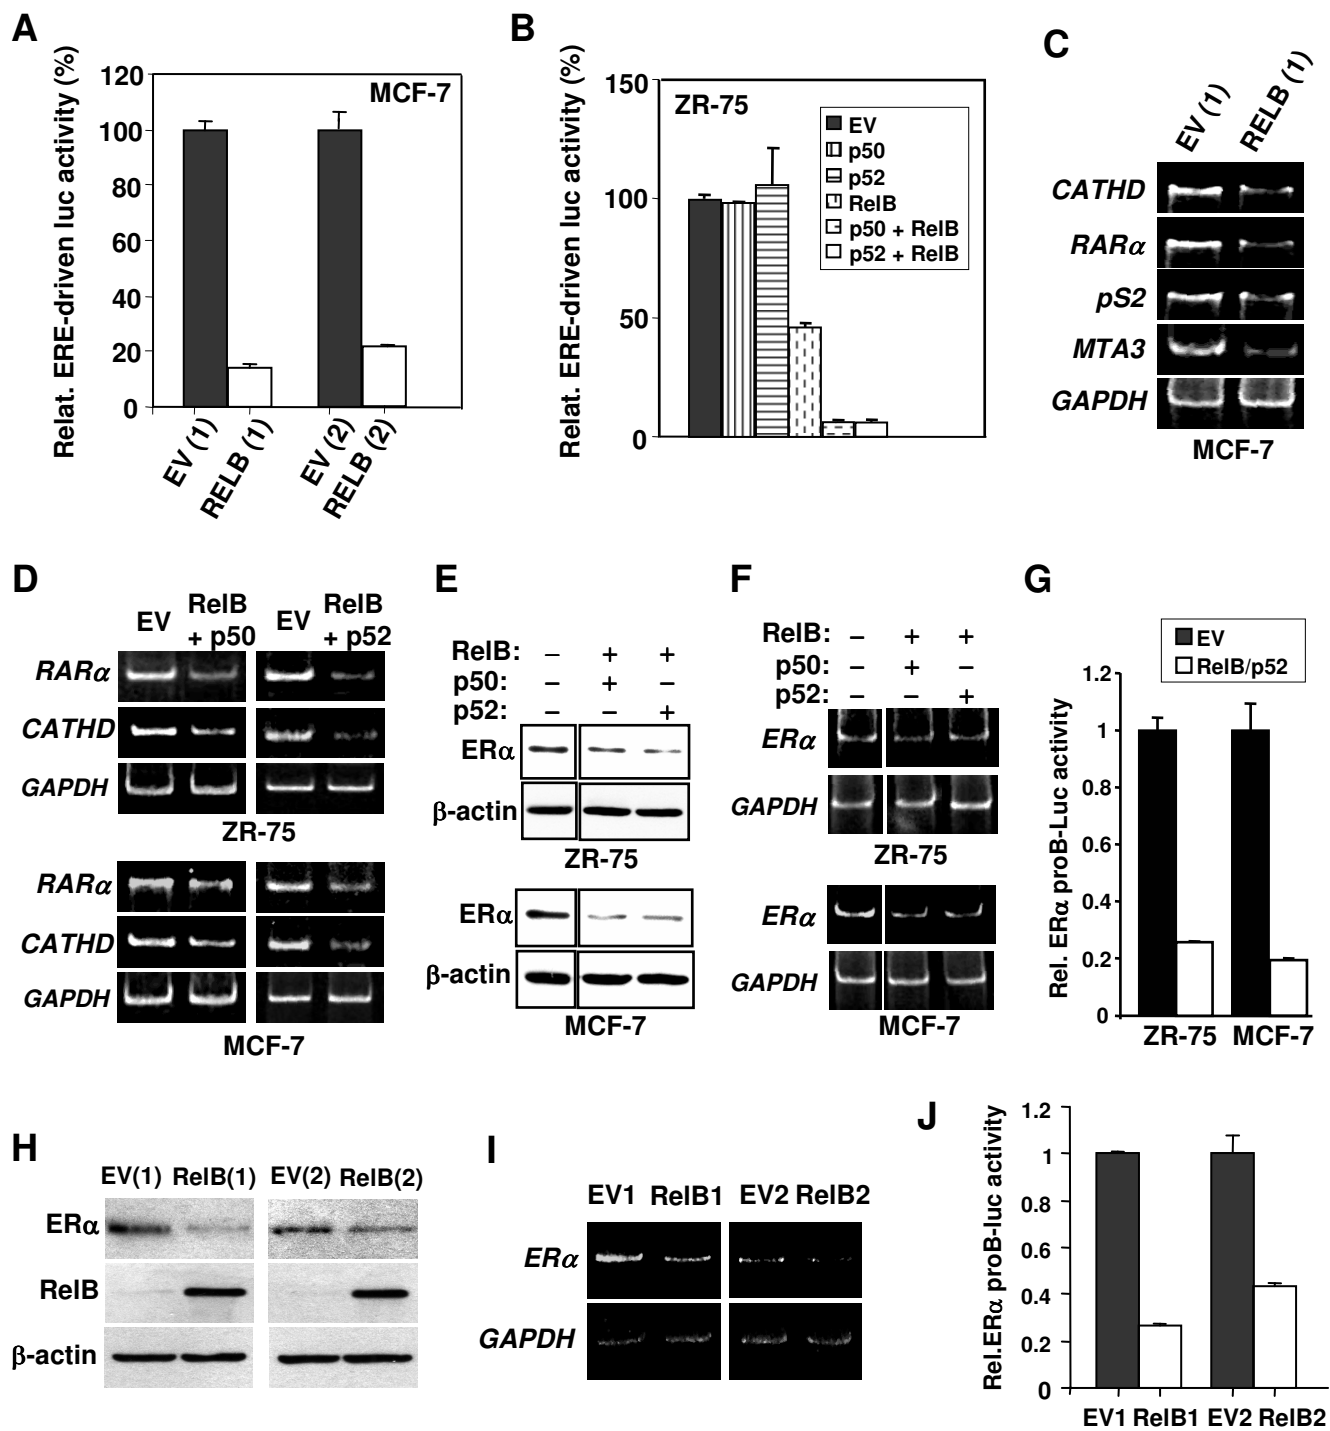 A
Relat. ERE-driven luc activity (%)
120
100
80
60
40
20
0
MCF-7
EV (1)
RELB (1)
EV (2)
RELB (2)
B
Relat. ERE-driven luc activity (%)
150
100
50
0
ZR-75
EV
p50
p52
RelB
p50 + RelB
p52 + RelB
C
EV (1)
RELB (1)
CATHD
RARα
pS2
MTA3
GAPDH
MCF-7
D
EV RelB + p50 EV RelB + p52
RARα
CATHD
GAPDH
ZR-75
RARα
CATHD
GAPDH
MCF-7
E
RelB: – + +
p50: – + –
p52: – – +
ERα
β-actin
ZR-75
ERα
β-actin
MCF-7
F
RelB: – + +
p50: – + –
p52: – – +
ERα
GAPDH
ZR-75
ERα
GAPDH
MCF-7
G
EV
RelB/p52
Rel. ERα proB-Luc activity
1.2
1
0.8
0.6
0.4
0.2
0
ZR-75 MCF-7
H
EV(1) RelB(1) EV(2) RelB(2)
ERα
RelB
β-actin
I
EV1 RelB1 EV2 RelB2
ERα
GAPDH
J
Rel.ERα proB-luc activity
1.2
1
0.8
0.6
0.4
0.2
0
EV1 RelB1 EV2 RelB2